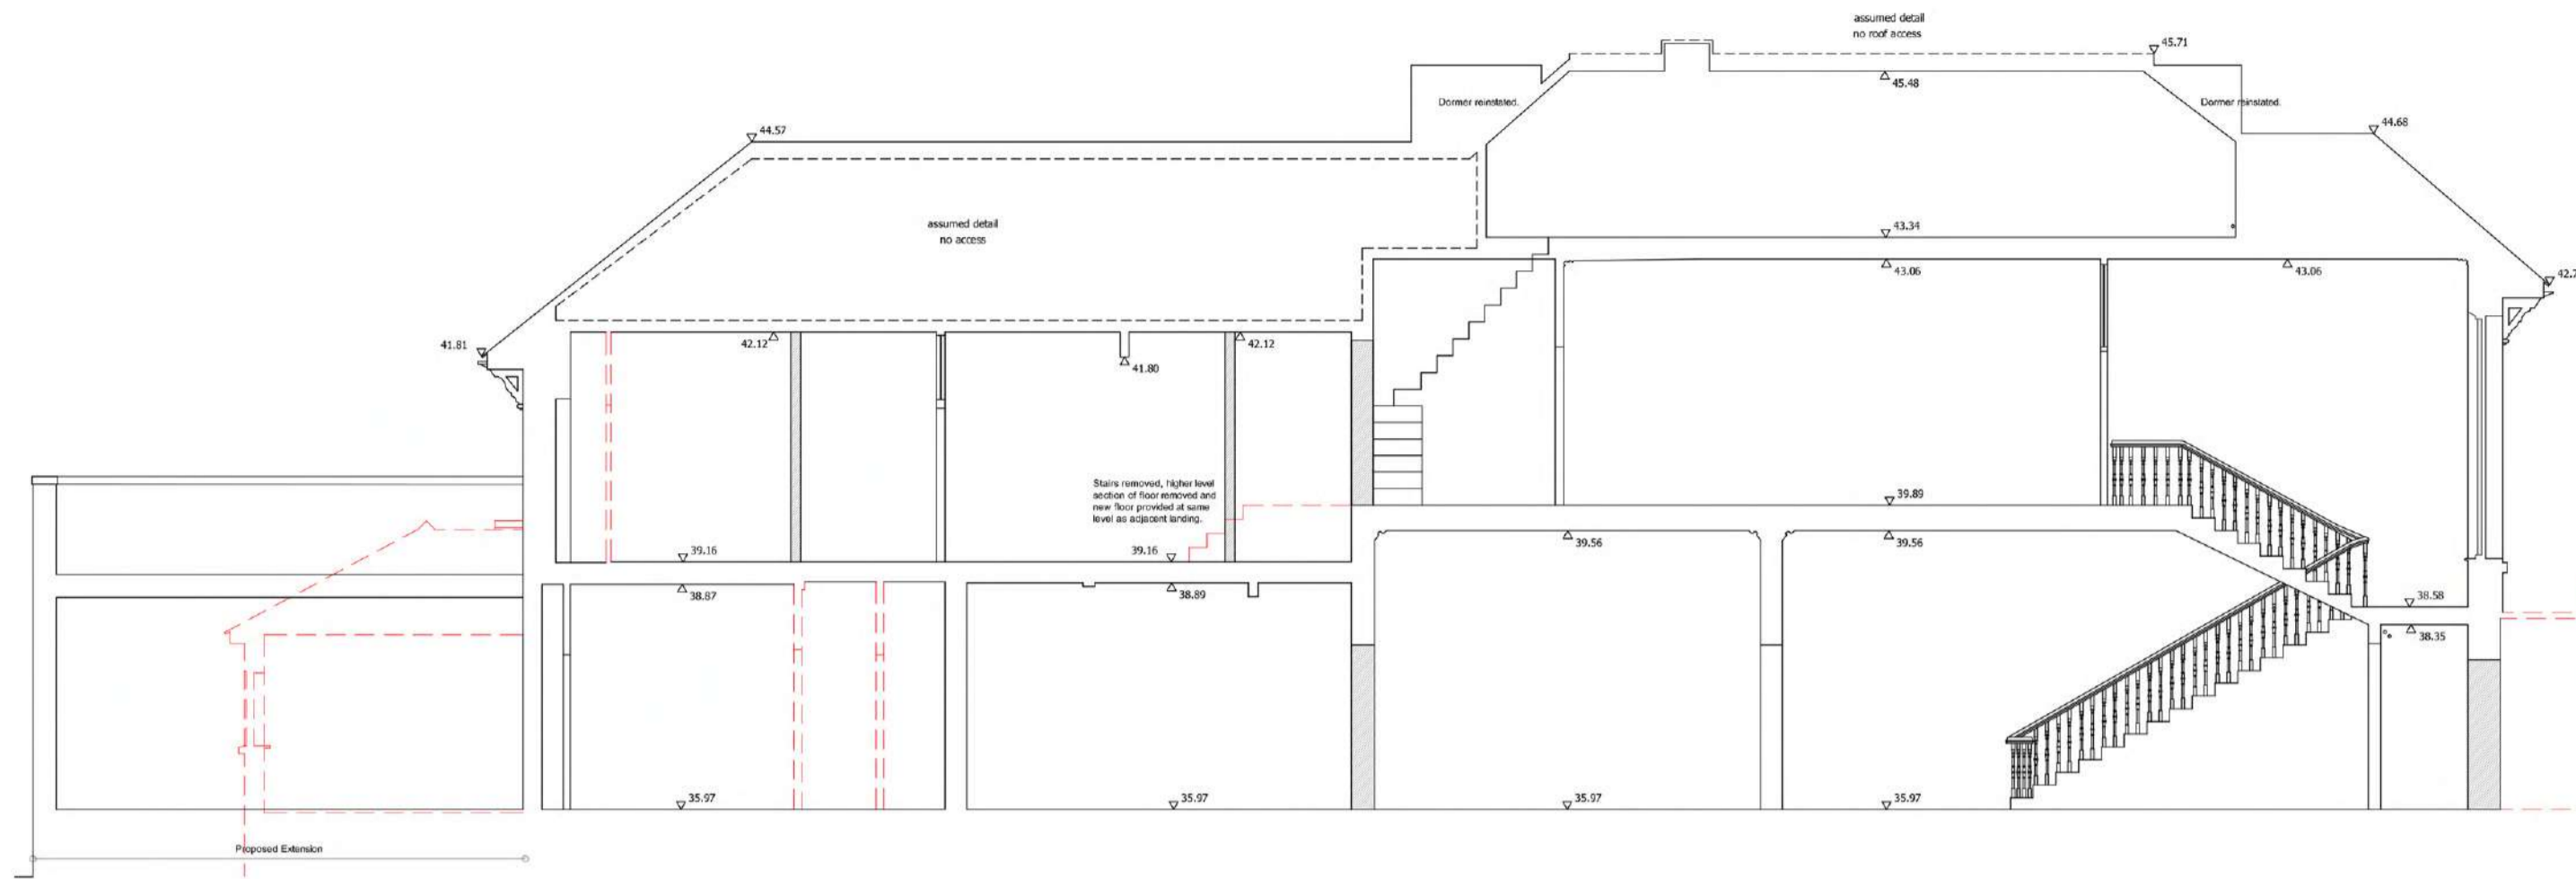 assumed detail
no roof access
45.71
45.48
Dormer reinstated.
Dormer reinstated.
44.57
44.68
assumed detail
no access
43.34
43.06
43.06
42.7
41.81
42.12
42.12
41.80
Stairs removed, higher level
section of floor removed and
new floor provided at same
level as adjacent landing.
39.89
39.16
39.16
39.56
39.56
38.87
38.89
38.58
38.35
35.97
35.97
35.97
35.97
Proposed Extension